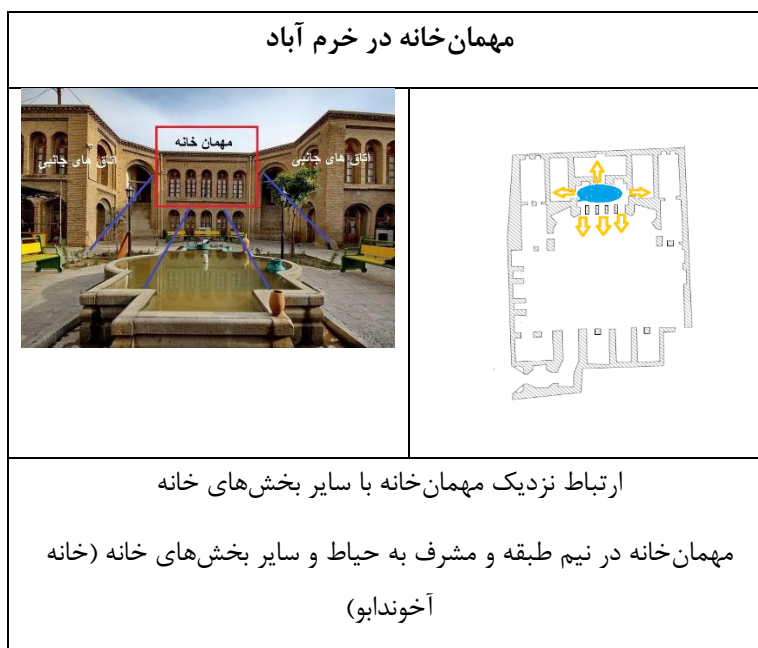 مهمان‌خانه در خرم آباد
مهمان خانه
اتاق های جانبی
اتاق های جانبی
ارتباط نزدیک مهمان‌خانه با سایر بخش‌های خانه
مهمان‌خانه در نیم طبقه و مشرف به حیاط و سایر بخش‌های خانه (خانه
آخوندابو)